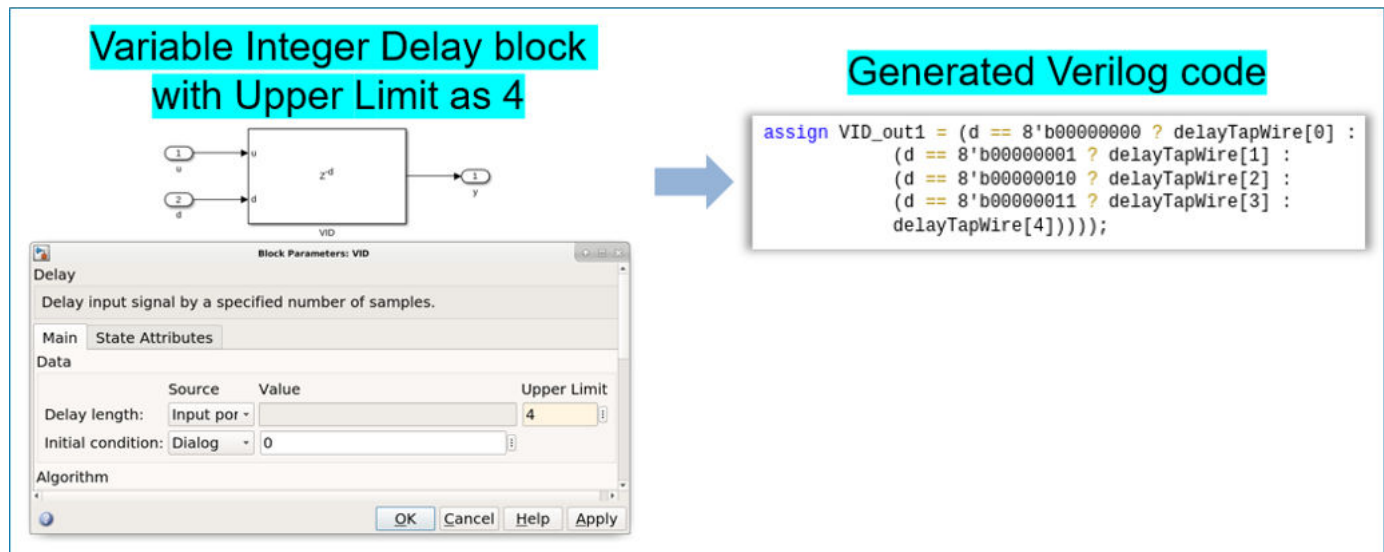 Variable Integer Delay block
with Upper Limit as 4
1
u
2
d
u
d
z-d
VID
1
y
Block Parameters: VID
Delay
Delay input signal by a specified number of samples.
Main State Attributes
Data
Source Value Upper Limit
Delay length: Input por 4
Initial condition: Dialog 0
Algorithm
OK Cancel Help Apply
Generated Verilog code
assign VID_out1 = (d == 8'b00000000 ? delayTapWire[0] :
(d == 8'b00000001 ? delayTapWire[1] :
(d == 8'b00000010 ? delayTapWire[2] :
(d == 8'b00000011 ? delayTapWire[3] :
delayTapWire[4]))));